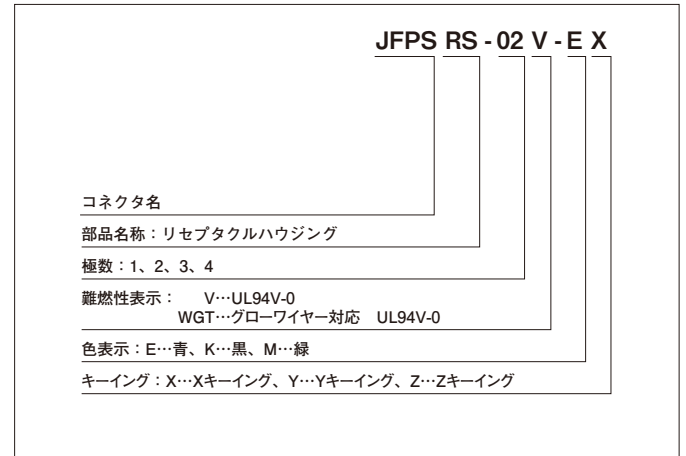 JFPS RS - 02 V - E X
コネクタ名
部品名称：リセプタクルハウジング
極数：1、2、3、4
難燃性表示： V…UL94V-0
WGT…グローワイヤー対応 UL94V-0
色表示：E…青、K…黒、M…緑
キーイング：X…Xキーイング、Y…Yキーイング、Z…Zキーイング